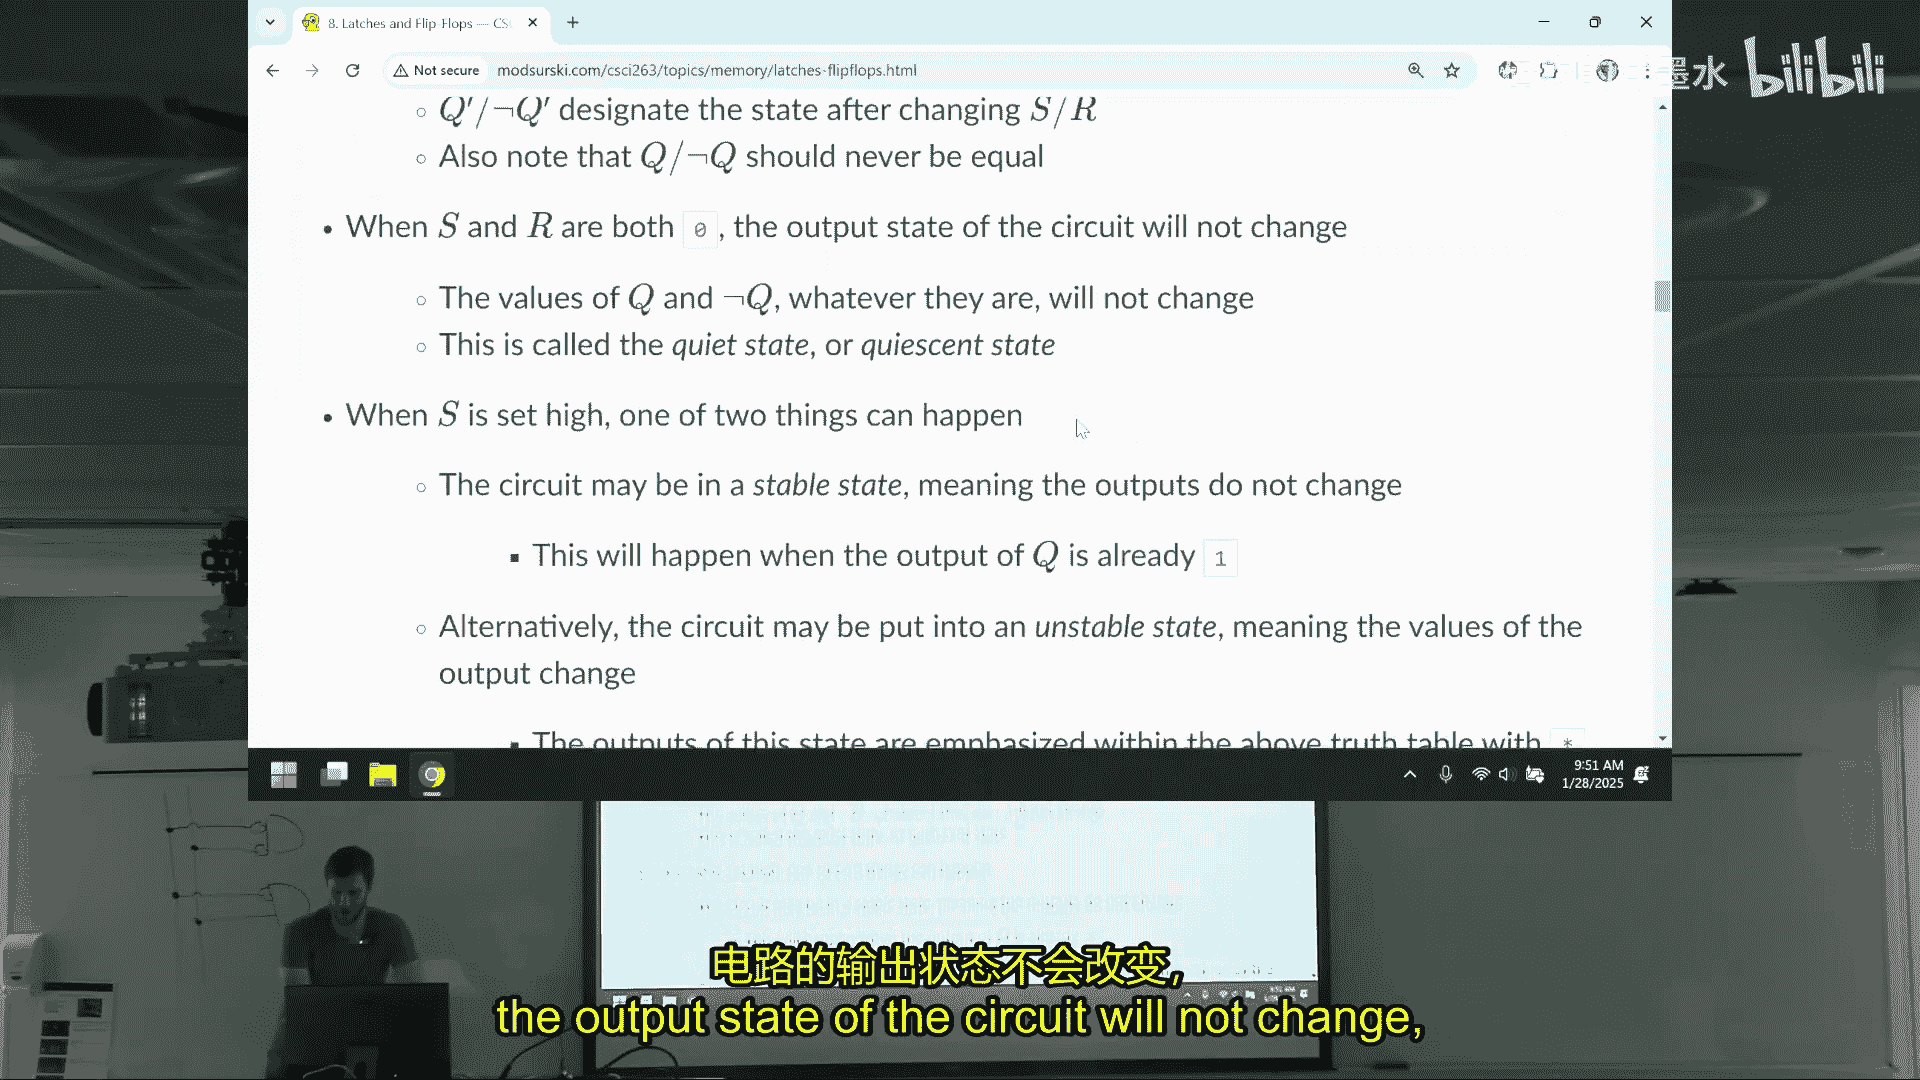 8. Latches and Flip-Flops — CS
Not secure
modsurski.com/csci263/topics/memory/latches-flipflops.html
墨水 bilibili
Q′/¬Q′ designate the state after changing S/R
Also note that Q/¬Q should never be equal
When S and R are both 0, the output state of the circuit will not change
The values of Q and ¬Q, whatever they are, will not change
This is called the quiet state, or quiescent state
When S is set high, one of two things can happen
The circuit may be in a stable state, meaning the outputs do not change
This will happen when the output of Q is already 1
Alternatively, the circuit may be put into an unstable state, meaning the values of the
output change
The outputs of this state are emphasized within the above truth table with *
9:51 AM
1/28/2025
电路的输出状态不会改变,
the output state of the circuit will not change,